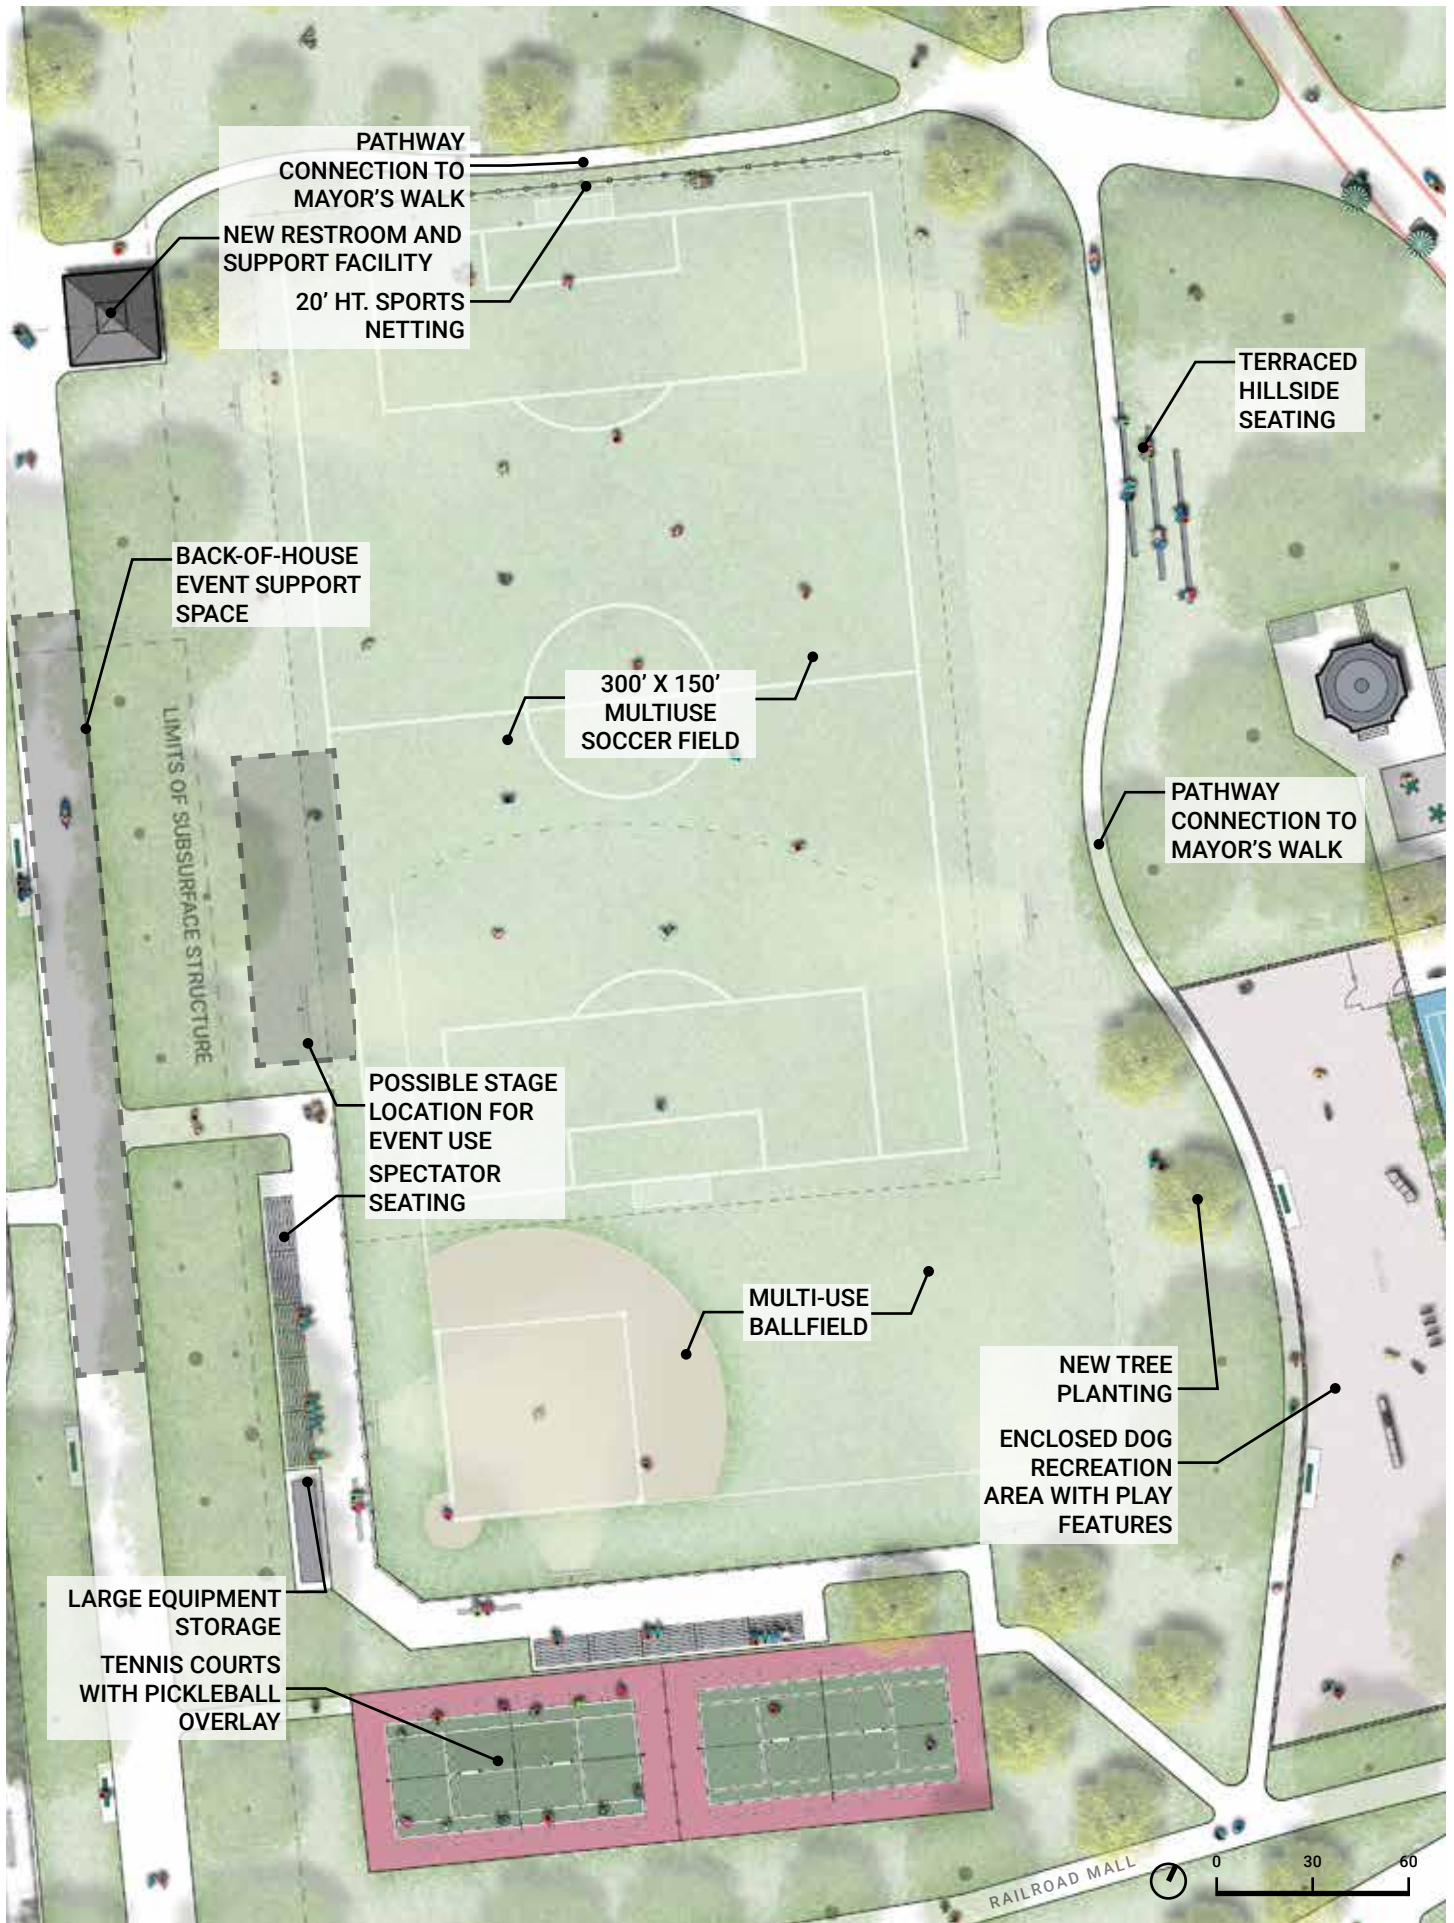 PATHWAY
CONNECTION TO
MAYOR’S WALK
NEW RESTROOM AND
SUPPORT FACILITY
20’ HT. SPORTS
NETTING
TERRACED
HILLSIDE
SEATING
BACK-OF-HOUSE
EVENT SUPPORT
SPACE
LIMITS OF SUBSURFACE STRUCTURE
300’ X 150’
MULTIUSE
SOCCER FIELD
PATHWAY
CONNECTION TO
MAYOR’S WALK
POSSIBLE STAGE
LOCATION FOR
EVENT USE
SPECTATOR
SEATING
MULTI-USE
BALLFIELD
NEW TREE
PLANTING
ENCLOSED DOG
RECREATION
AREA WITH PLAY
FEATURES
LARGE EQUIPMENT
STORAGE
TENNIS COURTS
WITH PICKLEBALL
OVERLAY
RAILROAD MALL
0 30 60